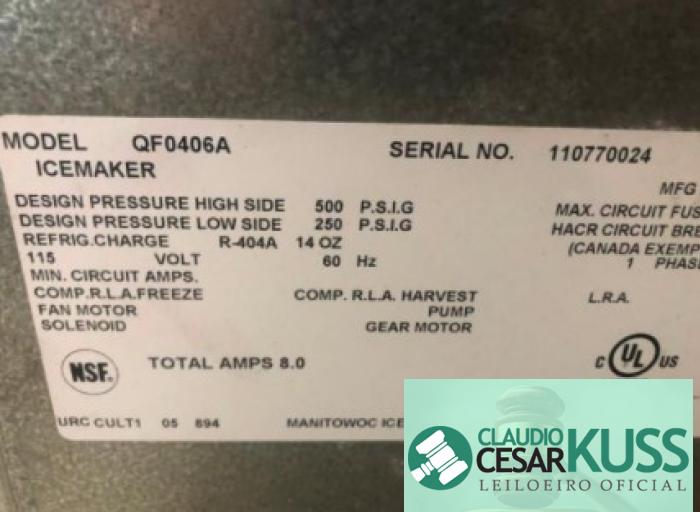 MODEL QF0406A SERIAL NO. 110770024
ICEMAKER
MFG
DESIGN PRESSURE HIGH SIDE 500 P.S.I.G
MAX. CIRCUIT FUS
DESIGN PRESSURE LOW SIDE 250 P.S.I.G
HACR CIRCUIT BRE
REFRIG.CHARGE R-404A 14 OZ
(CANADA EXEMP
115 VOLT 60 Hz
1 PHAS
MIN. CIRCUIT AMPS.
COMP.R.L.A.FREEZE COMP. R.L.A. HARVEST L.R.A.
FAN MOTOR PUMP
SOLENOID GEAR MOTOR
NSF. TOTAL AMPS 8.0 C UL US
URC CULT1 05 894 MANITOWOC ICE
CLAUDIO
CESAR KUSS
LEILOEIRO OFICIAL